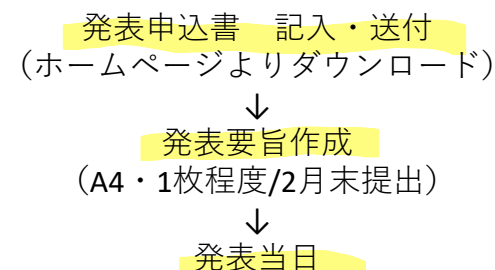 発表申込書　記入・送付
（ホームページよりダウンロード）
↓
発表要旨作成
（A4・1枚程度/2月末提出）
↓
発表当日